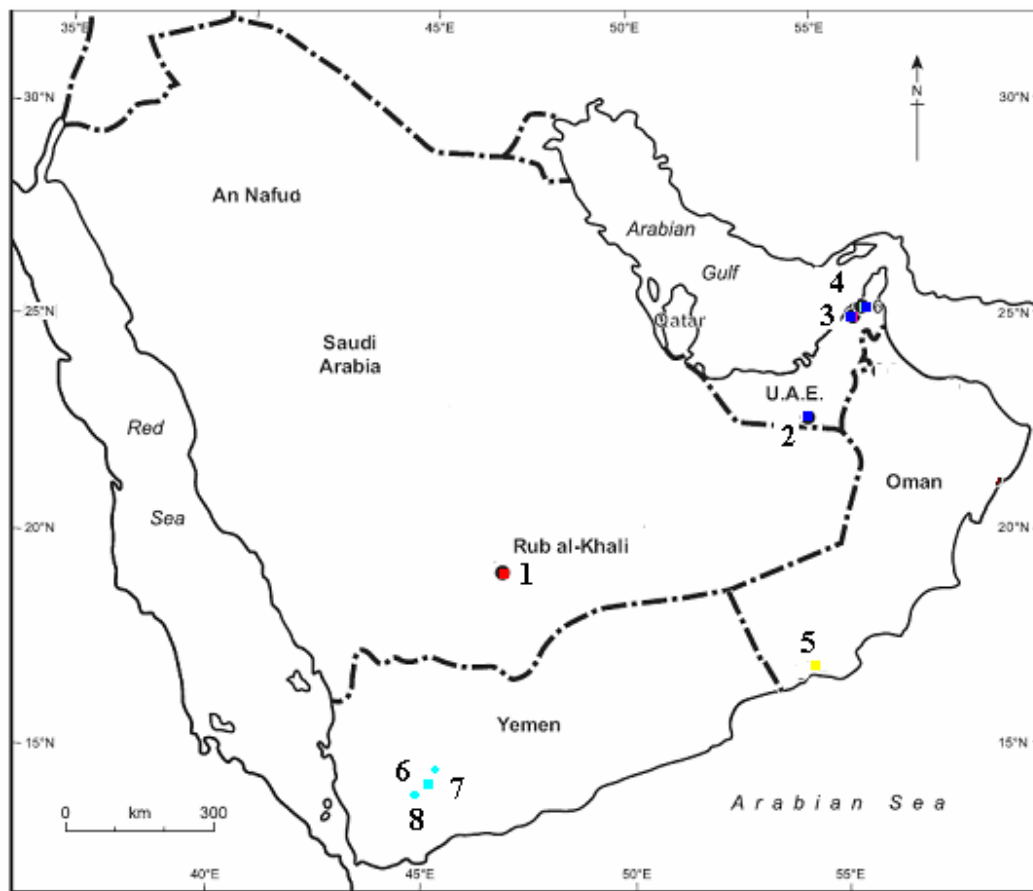 35°E 45°E 50°E 55°E
30°N 30°N
N
An Nafud
Arabian
Gulf
4
25°N 25°N
3 6
Qatar
Saudi
Arabia
U.A.E.
Red
2
Oman
Sea
20°N 20°N
Rub al-Khali
1
5
Yemen
15°N 15°N
6
7
8
0 km 300
Arabian Sea
40°E 45°E 50°E 55°E